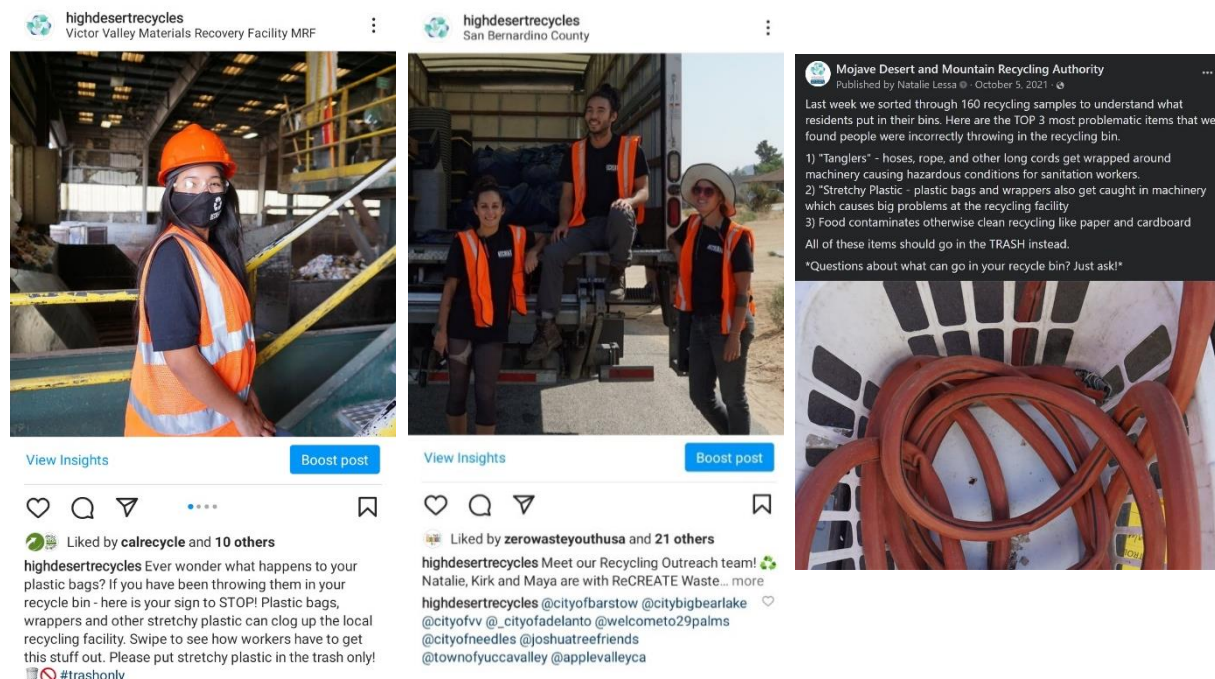 highdesertrecycles
Victor Valley Materials Recovery Facility MRF
View Insights
Boost post
Liked by calrecycle and 10 others
highdesertrecycles Ever wonder what happens to your
plastic bags? If you have been throwing them in your
recycle bin - here is your sign to STOP! Plastic bags,
wrappers and other stretchy plastic can clog up the local
recycling facility. Swipe to see how workers have to get
this stuff out. Please put stretchy plastic in the trash only!
🗑️🚫 #trashonly
highdesertrecycles
San Bernardino County
View Insights
Boost post
Liked by zerowasteyouthusa and 21 others
highdesertrecycles Meet our Recycling Outreach team! ♻️
Natalie, Kirk and Maya are with ReCREATE Waste... more
highdesertrecycles @cityofbarstow @citybigbearlake
@cityofvv @_cityofadelanto @welcometo29palms
@cityofneedles @joshuatreefriends
@townofyuccavalley @applevalleyca
Mojave Desert and Mountain Recycling Authority
Published by Natalie Lessa · October 5, 2021 ·
Last week we sorted through 160 recycling samples to understand what
residents put in their bins. Here are the TOP 3 most problematic items that we
found people were incorrectly throwing in the recycling bin.
1) "Tanglers" - hoses, rope, and other long cords get wrapped around
machinery causing hazardous conditions for sanitation workers.
2) "Stretchy Plastic - plastic bags and wrappers also get caught in machinery
which causes big problems at the recycling facility
3) Food contaminates otherwise clean recycling like paper and cardboard
All of these items should go in the TRASH instead.
*Questions about what can go in your recycle bin? Just ask!*